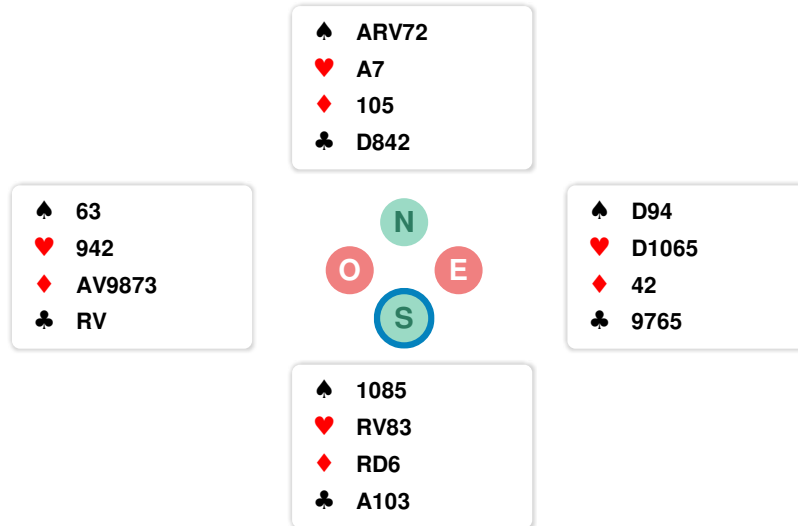 ♠ ARV72
♥ A7
♦ 105
♣ D842
♠ 63
♥ 942
♦ AV9873
♣ RV
N
O E
S
♠ D94
♥ D1065
♦ 42
♣ 9765
♠ 1085
♥ RV83
♦ RD6
♣ A103